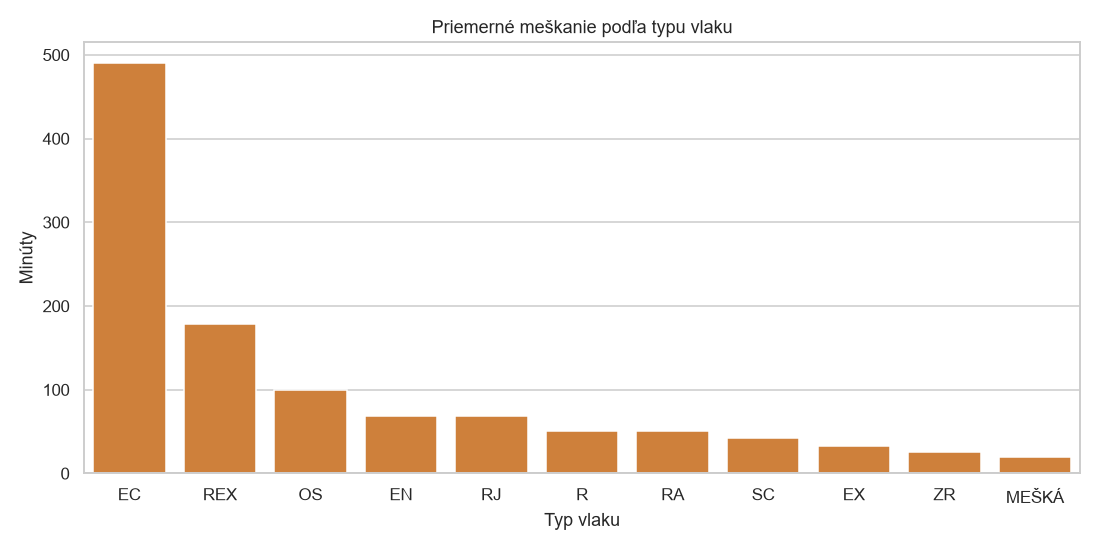 Priemerné meškanie podľa typu vlaku
Minúty
500
400
300
200
100
0
EC REX OS EN RJ R RA SC EX ZR MEŠKÁ
Typ vlaku